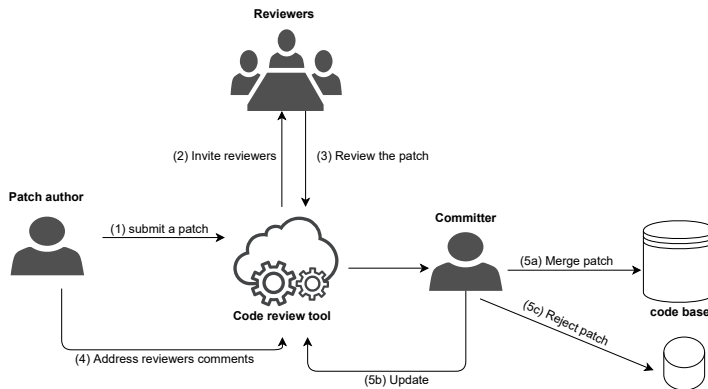 Reviewers
(2) Invite reviewers
(3) Review the patch
Patch author
(1) submit a patch
Committer
(5a) Merge patch
Code review tool
code base
(5c) Reject patch
(4) Address reviewers comments
(5b) Update